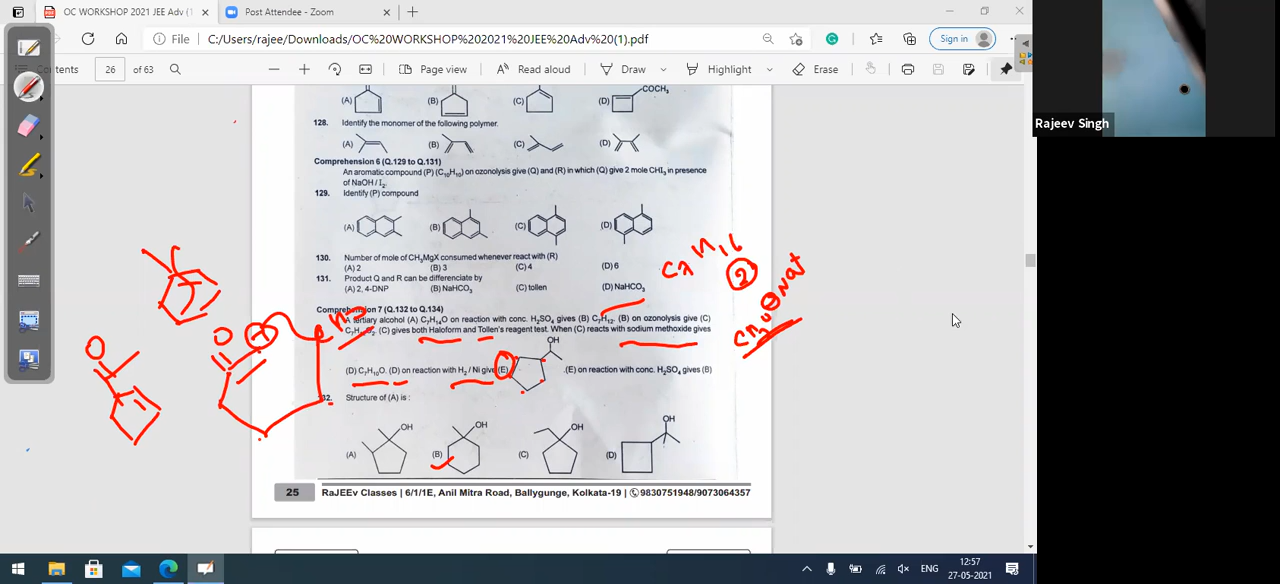 OC WORKSHOP 2021 JEE Adv (1
Post Attendee - Zoom
File
C:/Users/rajee/Downloads/OC%20WORKSHOP%202021%20JEE%20Adv%20(1).pdf
Sign in
Contents
26 of 63
Page view
Read aloud
Draw
Highlight
Erase
Rajeev Singh
(A)
(B)
(C)
(D)
COCH3
128. Identify the monomer of the following polymer.
(A)
(B)
(C)
(D)
Comprehension 6 (Q.129 to Q.131)
An aromatic compound (P) (C10H10) on ozonolysis give (Q) and (R) in which (Q) give 2 mole CHI3 in presence
of NaOH / I2.
129. Identify (P) compound
(A)
(B)
(C)
(D)
130. Number of mole of CH3MgX consumed whenever react with (R)
(A) 2
(B) 3
(C) 4
(D) 6
131. Product Q and R can be differenciate by
(A) 2, 4-DNP
(B) NaHCO3
(C) tollen
(D) NaHCO3
C7H16
2
CH3O⊖Na+
Comprehension 7 (Q.132 to Q.134)
A tertiary alcohol (A) C7H14O on reaction with conc. H2SO4 gives (B) C7H12. (B) on ozonolysis give (C)
(C) gives both Haloform and Tollen's reagent test. When (C) reacts with sodium methoxide gives
OH
(D) C7H10O. (D) on reaction with H2 / Ni give (E)
.(E) on reaction with conc. H2SO4 gives (B)
O
O
Structure of (A) is :
(A)
OH
(B)
OH
(C)
OH
(D)
OH
25
RaJEEv Classes | 6/1/1E, Anil Mitra Road, Ballygunge, Kolkata-19 | 9830751948/9073064357
ENG
12:57
27-05-2021